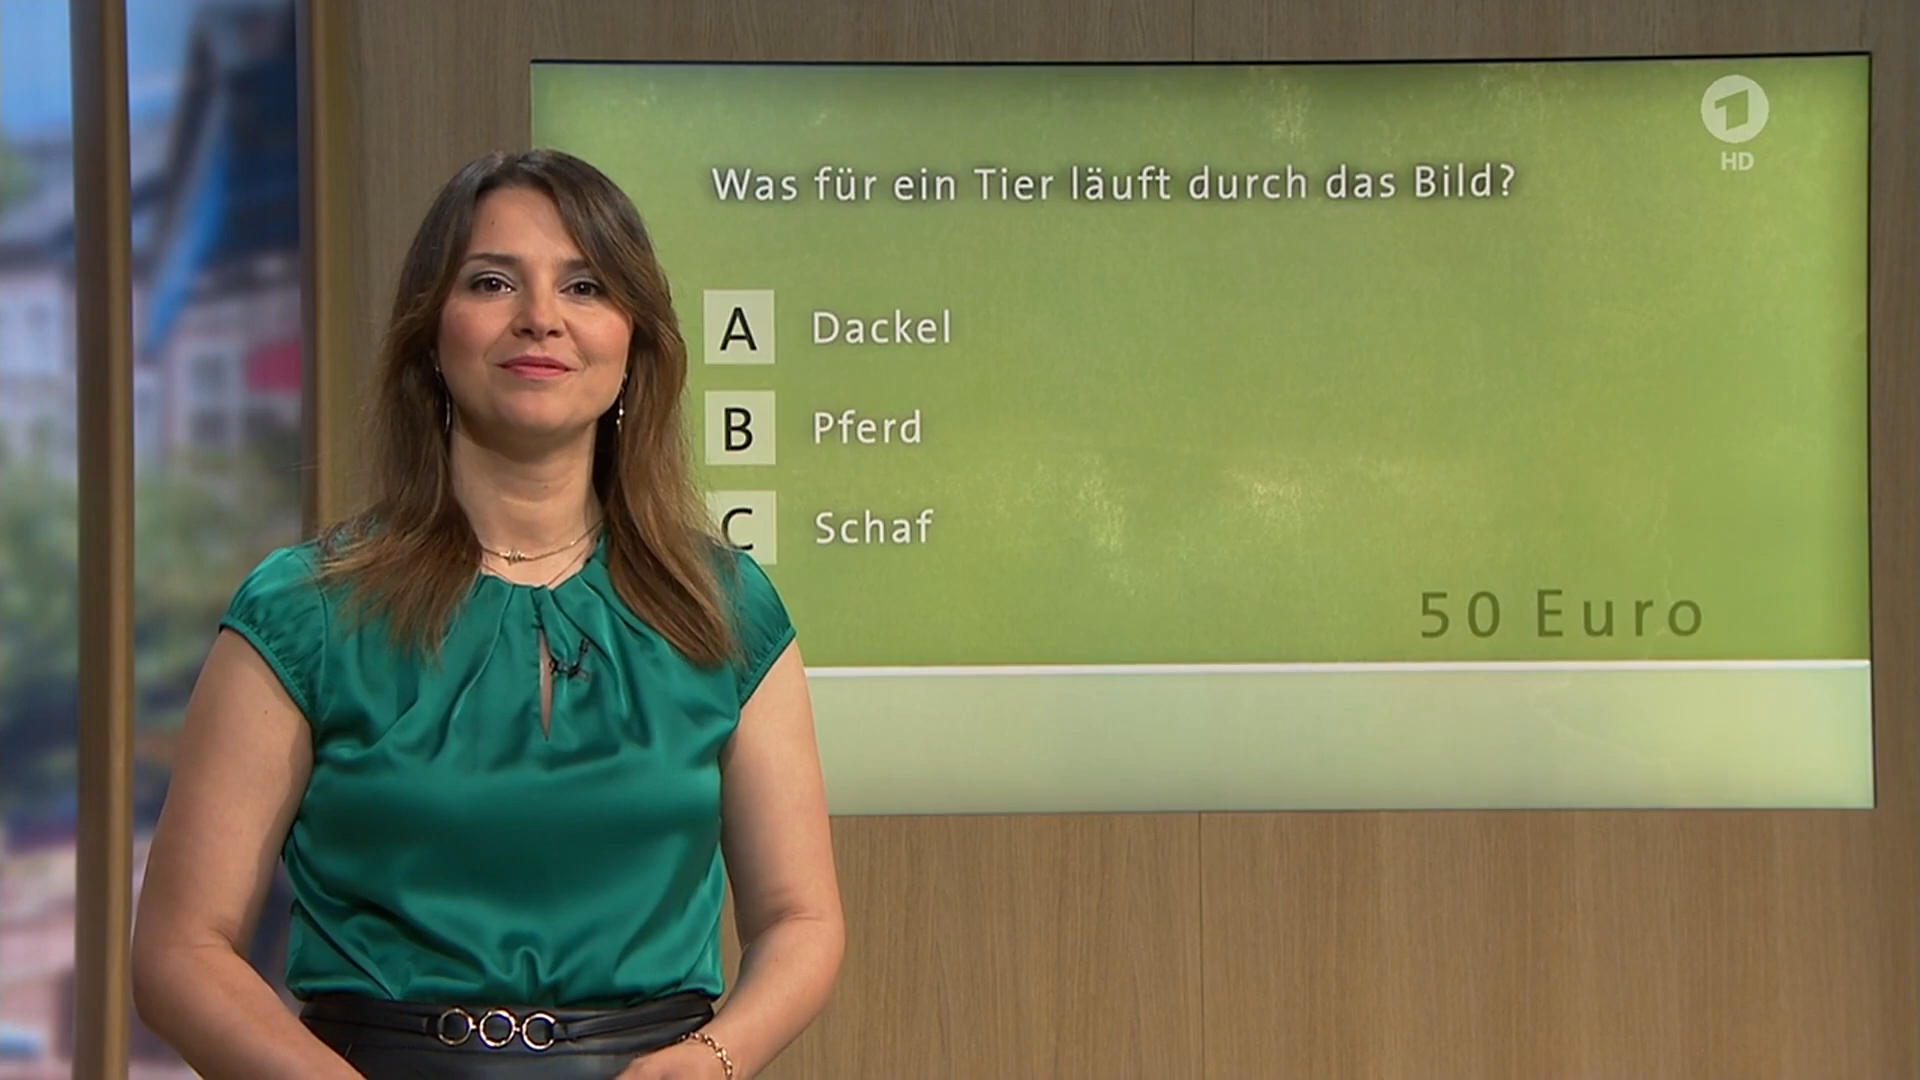 Was für ein Tier läuft durch das Bild?
A Dackel
B Pferd
C Schaf
50 Euro
1
HD